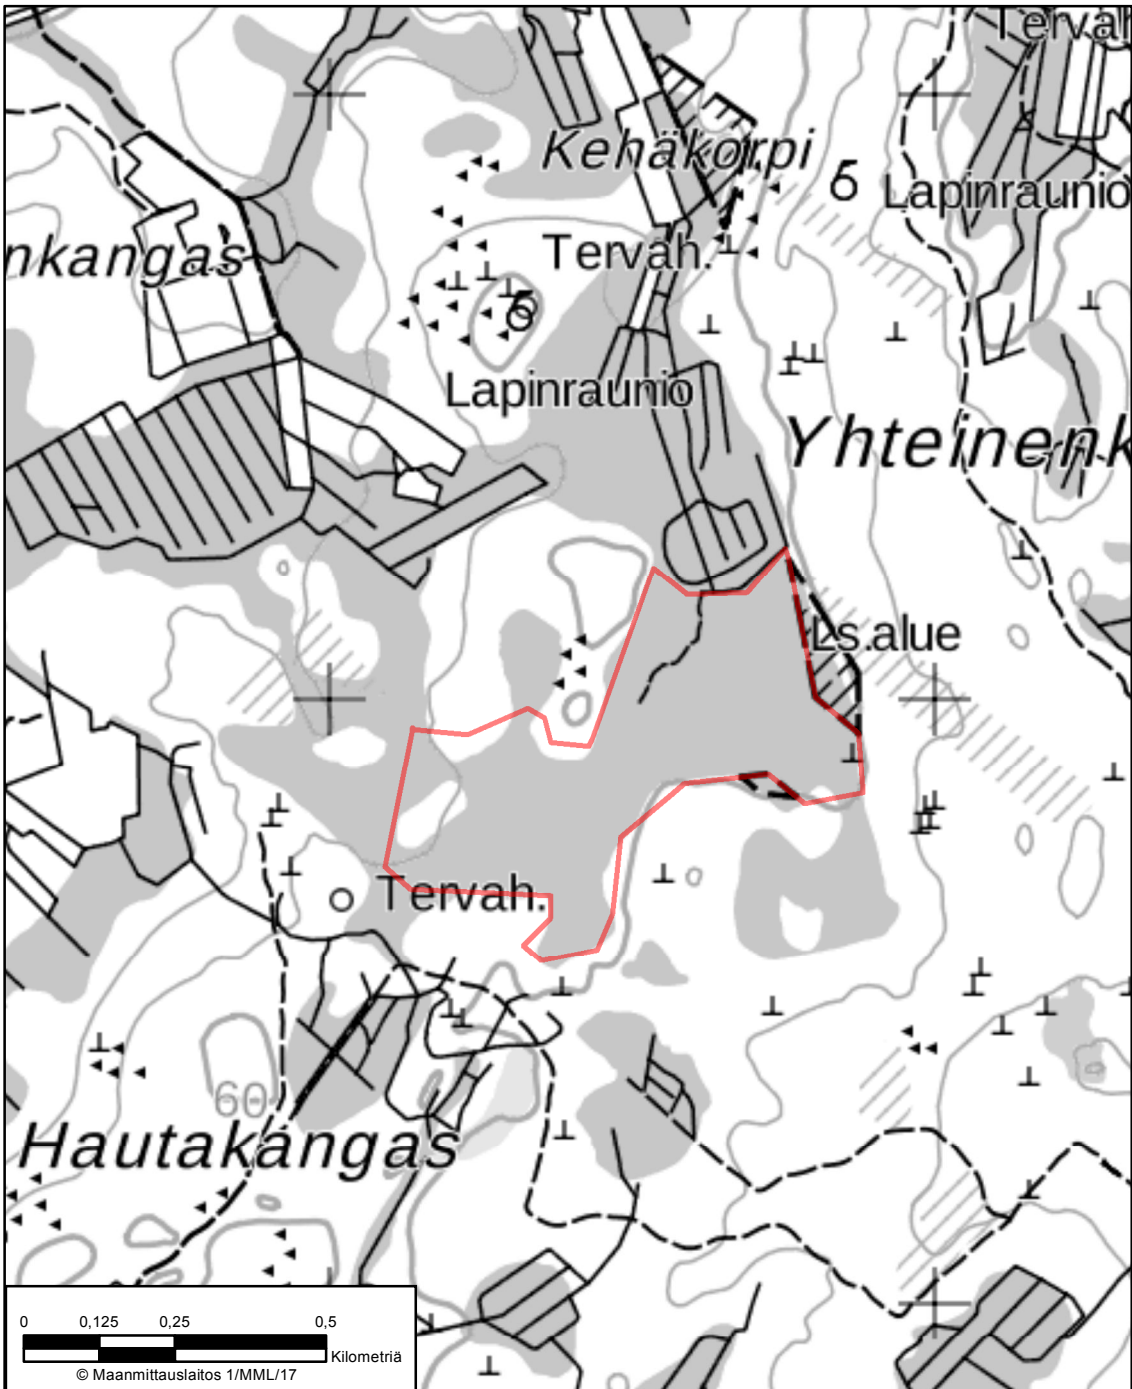 Tervah
Kehäkorpi
Lapinraunio
nkangas
Tervah.
Lapinraunio
Yhteinenk
Ls.alue
Tervah.
60
Hautakangas
0 0,125 0,25 0,5
Kilometriä
© Maanmittauslaitos 1/MML/17